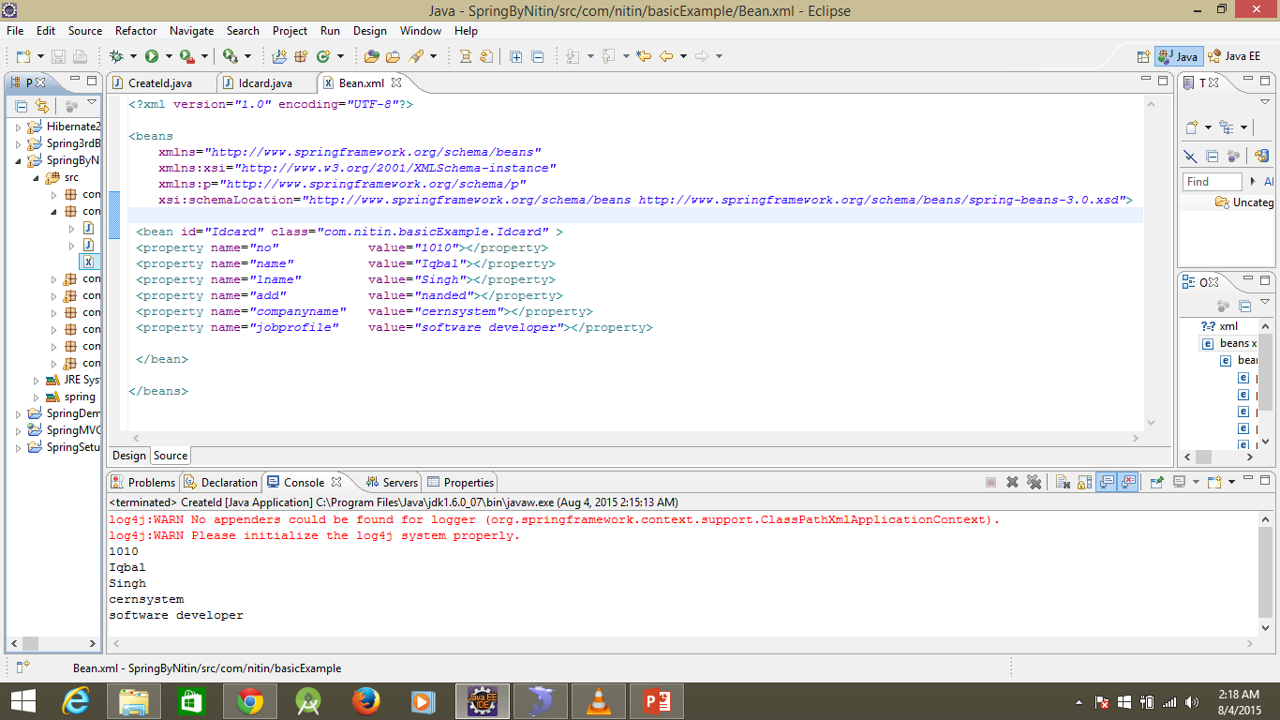 Java - SpringByNitin/src/com/nitin/basicExample/Bean.xml - Eclipse
File Edit Source Refactor Navigate Search Project Run Design Window Help
Java Java EE
P
Hibernate2
Spring3rdB
SpringByN
src
con
con
con
con
con
con
con
con
JRE Sys
spring
SpringDem
SpringMVC
SpringSetu
CreateId.java Idcard.java Bean.xml
<?xml version="1.0" encoding="UTF-8"?>
<beans
xmlns="http://www.springframework.org/schema/beans"
xmlns:xsi="http://www.w3.org/2001/XMLSchema-instance"
xmlns:p="http://www.springframework.org/schema/p"
xsi:schemaLocation="http://www.springframework.org/schema/beans http://www.springframework.org/schema/beans/spring-beans-3.0.xsd">
<bean id="Idcard" class="com.nitin.basicExample.Idcard" >
<property name="no" value="1010"></property>
<property name="name" value="Iqbal"></property>
<property name="lname" value="Singh"></property>
<property name="add" value="nanded"></property>
<property name="companyname" value="cernsystem"></property>
<property name="jobprofile" value="software developer"></property>
</bean>
</beans>
Design Source
T
Find Al
Uncateg
O
?-? xml
beans x
bear
Problems Declaration Console Servers Properties
<terminated> CreateId [Java Application] C:\Program Files\Java\jdk1.6.0_07\bin\javaw.exe (Aug 4, 2015 2:15:13 AM)
log4j:WARN No appenders could be found for logger (org.springframework.context.support.ClassPathXmlApplicationContext).
log4j:WARN Please initialize the log4j system properly.
1010
Iqbal
Singh
cernsystem
software developer
Bean.xml - SpringByNitin/src/com/nitin/basicExample
Java EE
IDE
2:18 AM
8/4/2015